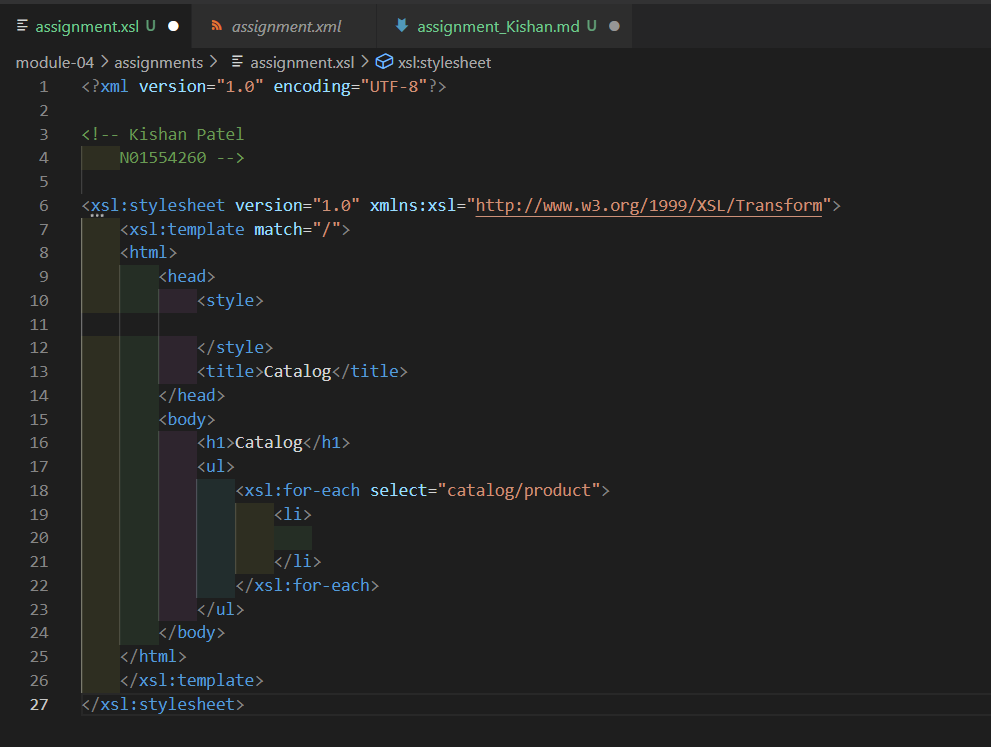 assignment.xsl U
assignment.xml
assignment_Kishan.md U
module-04 > assignments > assignment.xsl > xsl:stylesheet
1 <?xml version="1.0" encoding="UTF-8"?>
2
3 <!-- Kishan Patel
4     N01554260 -->
5
6 <xsl:stylesheet version="1.0" xmlns:xsl="http://www.w3.org/1999/XSL/Transform">
7     <xsl:template match="/">
8     <html>
9         <head>
10             <style>
11
12             </style>
13             <title>Catalog</title>
14         </head>
15         <body>
16             <h1>Catalog</h1>
17             <ul>
18                 <xsl:for-each select="catalog/product">
19                     <li>
20
21                     </li>
22                 </xsl:for-each>
23             </ul>
24         </body>
25     </html>
26     </xsl:template>
27 </xsl:stylesheet>